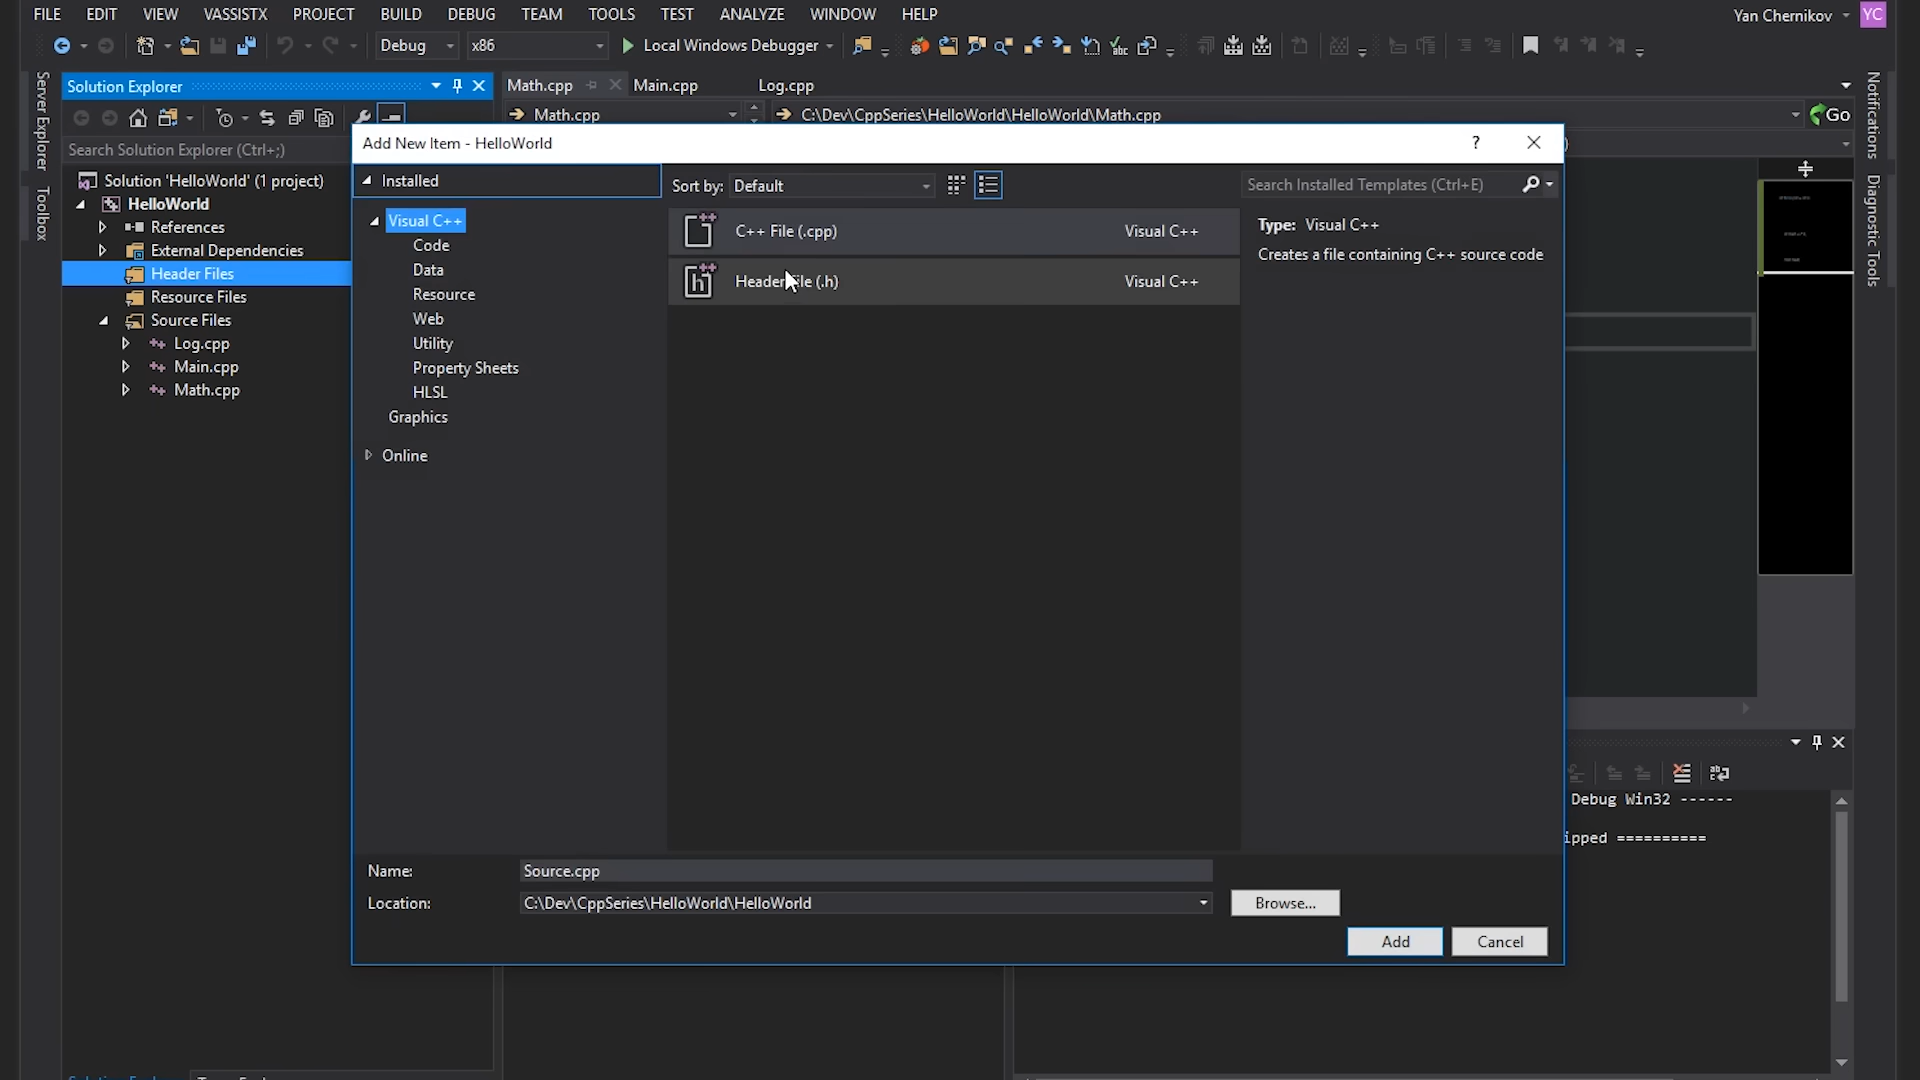 FILE EDIT VIEW VASSISTX PROJECT BUILD DEBUG TEAM TOOLS TEST ANALYZE WINDOW HELP
Yan Chernikov YC
Debug x86 Local Windows Debugger
Server Explorer
Toolbox
Solution Explorer
Search Solution Explorer (Ctrl+;)
Solution 'HelloWorld' (1 project)
HelloWorld
References
External Dependencies
Header Files
Resource Files
Source Files
Log.cpp
Main.cpp
Math.cpp
Math.cpp Main.cpp Log.cpp
Math.cpp C:\Dev\CppSeries\HelloWorld\HelloWorld\Math.cpp Go
Add New Item - HelloWorld ?
Installed
Visual C++
Code
Data
Resource
Web
Utility
Property Sheets
HLSL
Graphics
Online
Sort by: Default
Search Installed Templates (Ctrl+E)
C++ File (.cpp) Visual C++
Header File (.h) Visual C++
Type: Visual C++
Creates a file containing C++ source code
Name: Source.cpp
Location: C:\Dev\CppSeries\HelloWorld\HelloWorld Browse...
Add Cancel
Notifications
Diagnostic Tools
Debug Win32 ------
ipped ==========